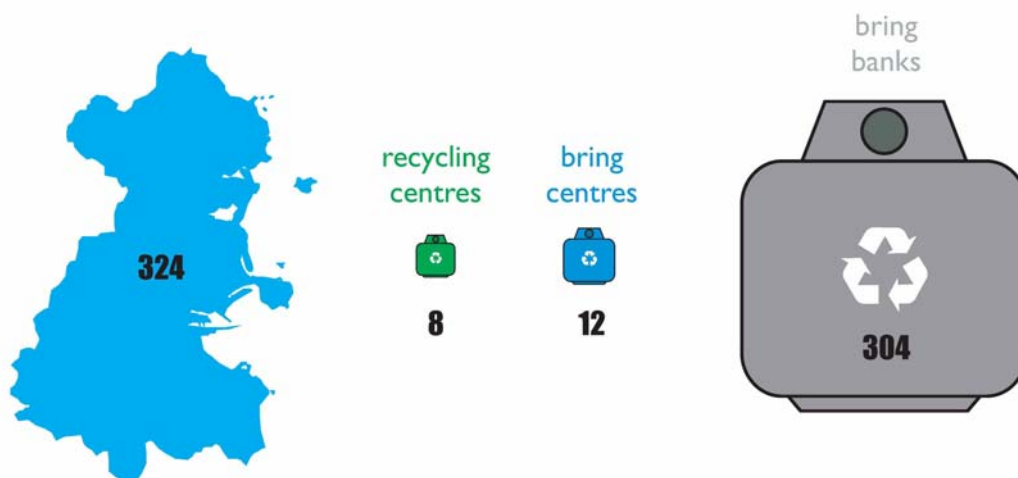 324
recycling
centres
8
bring
centres
12
bring
banks
304